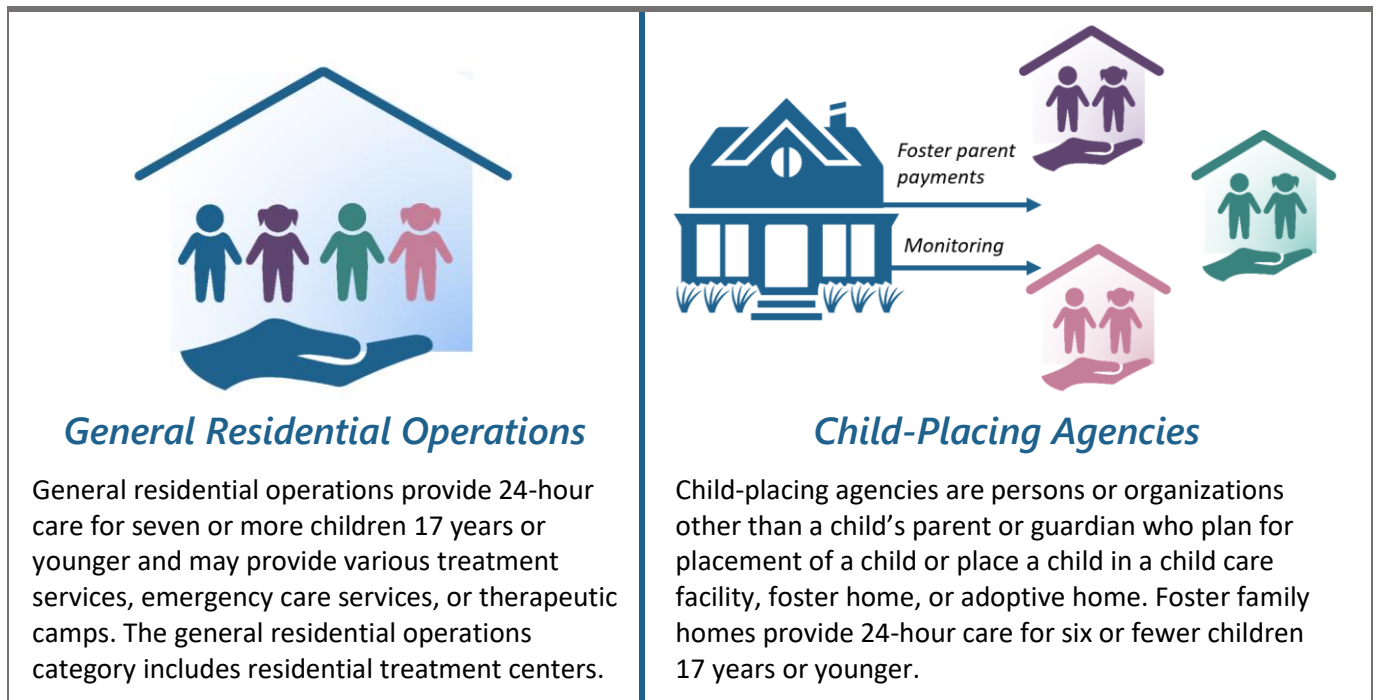 General Residential Operations
General residential operations provide 24-hour
care for seven or more children 17 years or
younger and may provide various treatment
services, emergency care services, or therapeutic
camps. The general residential operations
category includes residential treatment centers.
Foster parent
payments
Monitoring
Child-Placing Agencies
Child-placing agencies are persons or organizations
other than a child’s parent or guardian who plan for
placement of a child or place a child in a child care
facility, foster home, or adoptive home. Foster family
homes provide 24-hour care for six or fewer children
17 years or younger.